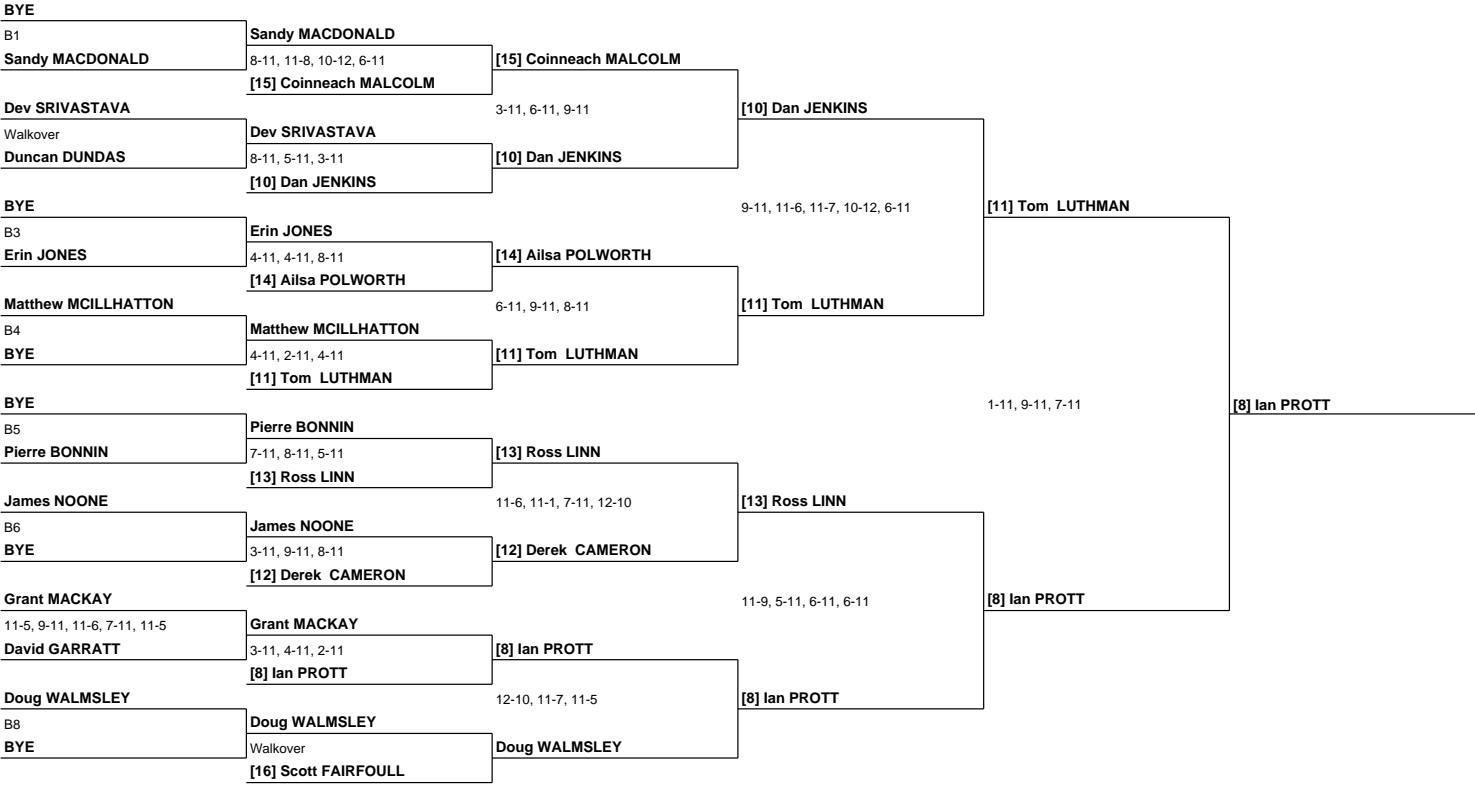 BYE
B1
Sandy MACDONALD
Sandy MACDONALD
8-11, 11-8, 10-12, 6-11
[15] Coinneach MALCOLM
[15] Coinneach MALCOLM
Dev SRIVASTAVA
Walkover
Duncan DUNDAS
Dev SRIVASTAVA
8-11, 5-11, 3-11
[10] Dan JENKINS
3-11, 6-11, 9-11
[10] Dan JENKINS
[10] Dan JENKINS
BYE
B3
Erin JONES
Erin JONES
4-11, 4-11, 8-11
[14] Ailsa POLWORTH
[14] Ailsa POLWORTH
Matthew MCILLHATTON
B4
BYE
Matthew MCILLHATTON
4-11, 2-11, 4-11
[11] Tom LUTHMAN
6-11, 9-11, 8-11
[11] Tom LUTHMAN
[11] Tom LUTHMAN
9-11, 11-6, 11-7, 10-12, 6-11
[11] Tom LUTHMAN
BYE
B5
Pierre BONNIN
Pierre BONNIN
7-11, 8-11, 5-11
[13] Ross LINN
[13] Ross LINN
James NOONE
B6
BYE
James NOONE
3-11, 9-11, 8-11
[12] Derek CAMERON
11-6, 11-1, 7-11, 12-10
[12] Derek CAMERON
[13] Ross LINN
Grant MACKAY
11-5, 9-11, 11-6, 7-11, 11-5
David GARRATT
Grant MACKAY
3-11, 4-11, 2-11
[8] Ian PROTT
[8] Ian PROTT
Doug WALMSLEY
B8
BYE
Doug WALMSLEY
Walkover
[16] Scott FAIRFOULL
12-10, 11-7, 11-5
Doug WALMSLEY
[8] Ian PROTT
11-9, 5-11, 6-11, 6-11
[8] Ian PROTT
1-11, 9-11, 7-11
[8] Ian PROTT